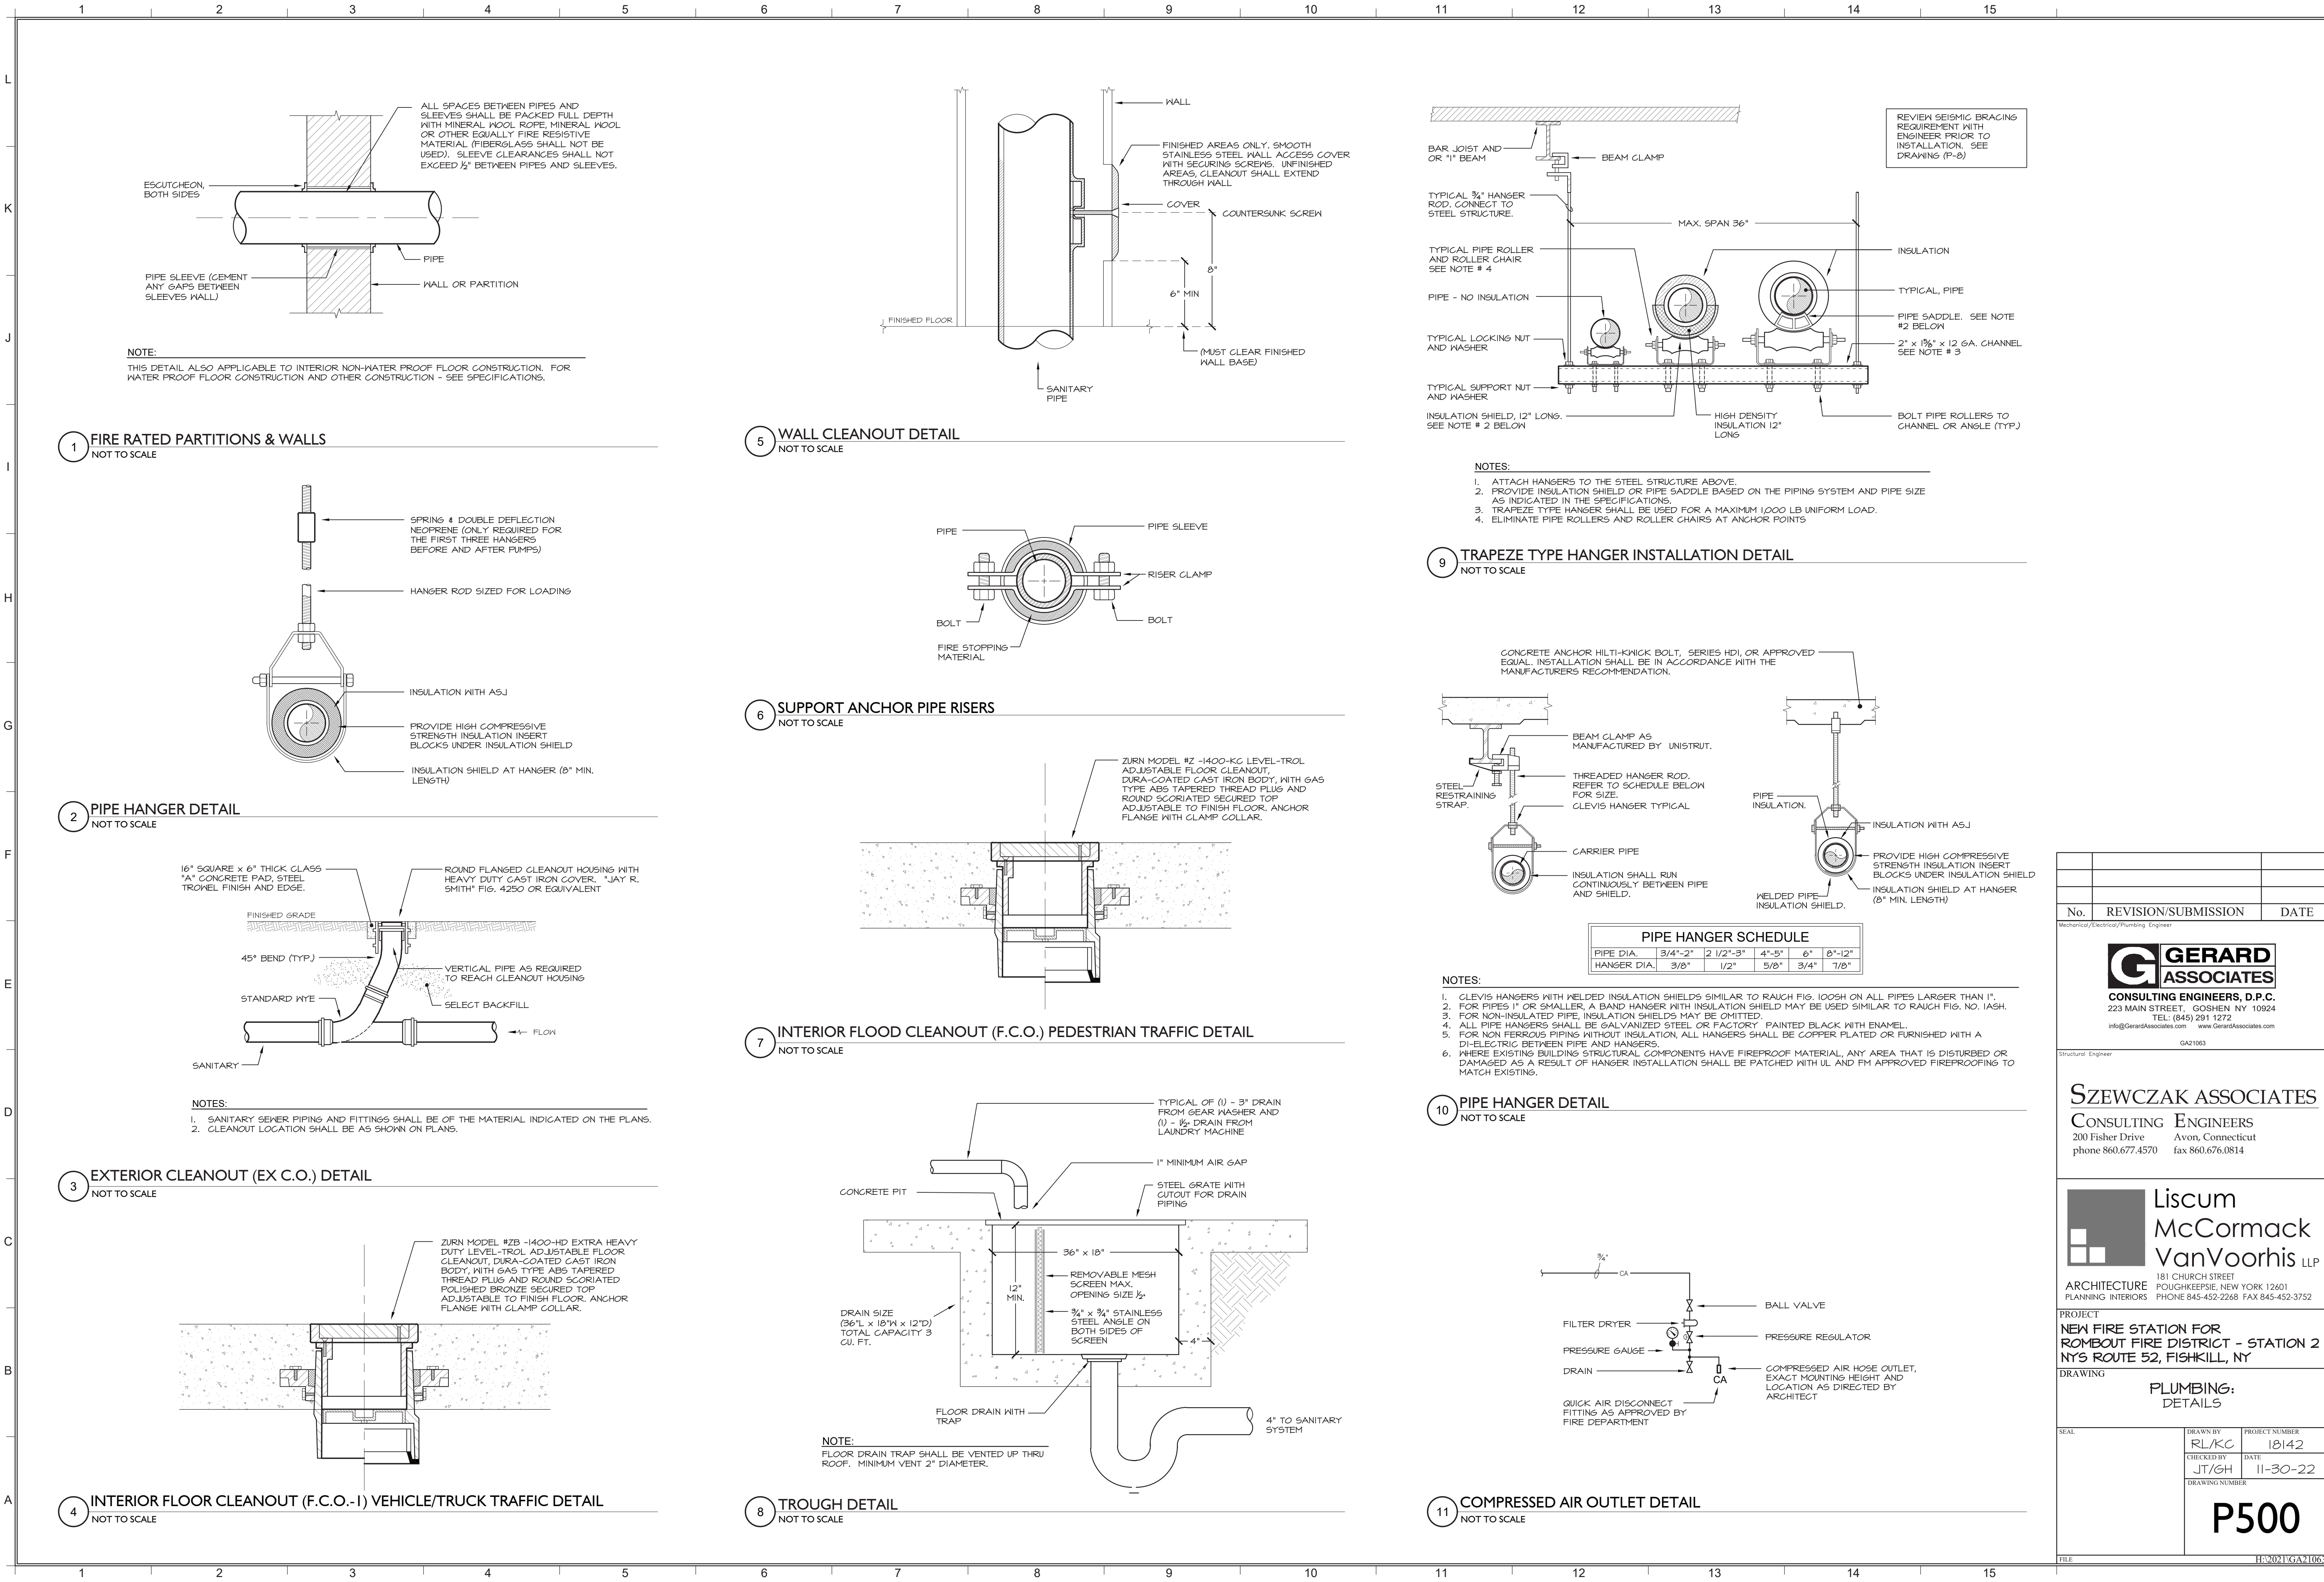 1 2 3 4 5 6 7 8 9 10 11 12 13 14 15
L
K
J
I
H
G
F
E
D
C
B
A
ALL SPACES BETWEEN PIPES AND
SLEEVES SHALL BE PACKED FULL DEPTH
WITH MINERAL WOOL ROPE, MINERAL WOOL
OR OTHER EQUALLY FIRE RESISTIVE
MATERIAL (FIBERGLASS SHALL NOT BE
USED). SLEEVE CLEARANCES SHALL NOT
EXCEED ½" BETWEEN PIPES AND SLEEVES.
ESCUTCHEON,
BOTH SIDES
PIPE
PIPE SLEEVE (CEMENT
ANY GAPS BETWEEN
SLEEVES WALL)
WALL OR PARTITION
NOTE:
THIS DETAIL ALSO APPLICABLE TO INTERIOR NON-WATER PROOF FLOOR CONSTRUCTION. FOR
WATER PROOF FLOOR CONSTRUCTION AND OTHER CONSTRUCTION - SEE SPECIFICATIONS.
1 FIRE RATED PARTITIONS & WALLS
NOT TO SCALE
SPRING & DOUBLE DEFLECTION
NEOPRENE (ONLY REQUIRED FOR
THE FIRST THREE HANGERS
BEFORE AND AFTER PUMPS)
HANGER ROD SIZED FOR LOADING
INSULATION WITH ASJ
PROVIDE HIGH COMPRESSIVE
STRENGTH INSULATION INSERT
BLOCKS UNDER INSULATION SHIELD
INSULATION SHIELD AT HANGER (8" MIN.
LENGTH)
2 PIPE HANGER DETAIL
NOT TO SCALE
16" SQUARE x 6" THICK CLASS
"A" CONCRETE PAD, STEEL
TROWEL FINISH AND EDGE.
ROUND FLANGED CLEANOUT HOUSING WITH
HEAVY DUTY CAST IRON COVER. "JAY R.
SMITH" FIG. 4250 OR EQUIVALENT
FINISHED GRADE
45° BEND (TYP.)
VERTICAL PIPE AS REQUIRED
TO REACH CLEANOUT HOUSING
STANDARD WYE
SELECT BACKFILL
FLOW
SANITARY
NOTES:
1. SANITARY SEWER PIPING AND FITTINGS SHALL BE OF THE MATERIAL INDICATED ON THE PLANS.
2. CLEANOUT LOCATION SHALL BE AS SHOWN ON PLANS.
3 EXTERIOR CLEANOUT (EX C.O.) DETAIL
NOT TO SCALE
ZURN MODEL #ZB -1400-HD EXTRA HEAVY
DUTY LEVEL-TROL ADJUSTABLE FLOOR
CLEANOUT, DURA-COATED CAST IRON
BODY, WITH GAS TYPE ABS TAPERED
THREAD PLUG AND ROUND SCORIATED
POLISHED BRONZE SECURED TOP
ADJUSTABLE TO FINISH FLOOR. ANCHOR
FLANGE WITH CLAMP COLLAR.
4 INTERIOR FLOOR CLEANOUT (F.C.O.-1) VEHICLE/TRUCK TRAFFIC DETAIL
NOT TO SCALE
WALL
FINISHED AREAS ONLY. SMOOTH
STAINLESS STEEL WALL ACCESS COVER
WITH SECURING SCREWS. UNFINISHED
AREAS, CLEANOUT SHALL EXTEND
THROUGH WALL
COVER
COUNTERSUNK SCREW
8"
6" MIN
FINISHED FLOOR
(MUST CLEAR FINISHED
WALL BASE)
SANITARY
PIPE
5 WALL CLEANOUT DETAIL
NOT TO SCALE
PIPE
PIPE SLEEVE
RISER CLAMP
BOLT
BOLT
FIRE STOPPING
MATERIAL
6 SUPPORT ANCHOR PIPE RISERS
NOT TO SCALE
ZURN MODEL #Z -1400-KC LEVEL-TROL
ADJUSTABLE FLOOR CLEANOUT,
DURA-COATED CAST IRON BODY, WITH GAS
TYPE ABS TAPERED THREAD PLUG AND
ROUND SCORIATED SECURED TOP
ADJUSTABLE TO FINISH FLOOR. ANCHOR
FLANGE WITH CLAMP COLLAR.
7 INTERIOR FLOOD CLEANOUT (F.C.O.) PEDESTRIAN TRAFFIC DETAIL
NOT TO SCALE
TYPICAL OF (1) - 3" DRAIN
FROM GEAR WASHER AND
(1) - 1½" DRAIN FROM
LAUNDRY MACHINE
1" MINIMUM AIR GAP
CONCRETE PIT
STEEL GRATE WITH
CUTOUT FOR DRAIN
PIPING
36" x 18"
12"
MIN.
REMOVABLE MESH
SCREEN MAX.
OPENING SIZE ½"
¾" x ¾" STAINLESS
STEEL ANGLE ON
BOTH SIDES OF
SCREEN
DRAIN SIZE
(36"L x 18"W x 12"D)
TOTAL CAPACITY 3
CU. FT.
4"
FLOOR DRAIN WITH
TRAP
4" TO SANITARY
SYSTEM
NOTE:
FLOOR DRAIN TRAP SHALL BE VENTED UP THRU
ROOF. MINIMUM VENT 2" DIAMETER.
8 TROUGH DETAIL
NOT TO SCALE
REVIEW SEISMIC BRACING
REQUIREMENT WITH
ENGINEER PRIOR TO
INSTALLATION. SEE
DRAWING (P-8)
BAR JOIST AND
OR "I" BEAM
BEAM CLAMP
TYPICAL ¾" HANGER
ROD. CONNECT TO
STEEL STRUCTURE.
MAX. SPAN 36"
TYPICAL PIPE ROLLER
AND ROLLER CHAIR
SEE NOTE # 4
INSULATION
PIPE - NO INSULATION
TYPICAL, PIPE
PIPE SADDLE. SEE NOTE
#2 BELOW
TYPICAL LOCKING NUT
AND WASHER
2" x 1⅝" x 12 GA. CHANNEL
SEE NOTE # 3
TYPICAL SUPPORT NUT
AND WASHER
INSULATION SHIELD, 12" LONG.
SEE NOTE # 2 BELOW
HIGH DENSITY
INSULATION 12"
LONG
BOLT PIPE ROLLERS TO
CHANNEL OR ANGLE (TYP.)
NOTES:
1. ATTACH HANGERS TO THE STEEL STRUCTURE ABOVE.
2. PROVIDE INSULATION SHIELD OR PIPE SADDLE BASED ON THE PIPING SYSTEM AND PIPE SIZE
AS INDICATED IN THE SPECIFICATIONS.
3. TRAPEZE TYPE HANGER SHALL BE USED FOR A MAXIMUM 1,000 LB UNIFORM LOAD.
4. ELIMINATE PIPE ROLLERS AND ROLLER CHAIRS AT ANCHOR POINTS
9 TRAPEZE TYPE HANGER INSTALLATION DETAIL
NOT TO SCALE
CONCRETE ANCHOR HILTI-KWICK BOLT, SERIES HDI, OR APPROVED
EQUAL. INSTALLATION SHALL BE IN ACCORDANCE WITH THE
MANUFACTURERS RECOMMENDATION.
BEAM CLAMP AS
MANUFACTURED BY UNISTRUT.
STEEL
RESTRAINING
STRAP.
THREADED HANGER ROD.
REFER TO SCHEDULE BELOW
FOR SIZE.
CLEVIS HANGER TYPICAL
PIPE
INSULATION.
INSULATION WITH ASJ
CARRIER PIPE
PROVIDE HIGH COMPRESSIVE
STRENGTH INSULATION INSERT
BLOCKS UNDER INSULATION SHIELD
INSULATION SHALL RUN
CONTINUOUSLY BETWEEN PIPE
AND SHIELD.
WELDED PIPE
INSULATION SHIELD.
INSULATION SHIELD AT HANGER
(8" MIN. LENGTH)
PIPE HANGER SCHEDULE
PIPE DIA. 3/4"-2" 2 1/2"-3" 4"-5" 6" 8"-12"
HANGER DIA. 3/8" 1/2" 5/8" 3/4" 7/8"
NOTES:
1. CLEVIS HANGERS WITH WELDED INSULATION SHIELDS SIMILAR TO RAUCH FIG. 100SH ON ALL PIPES LARGER THAN 1".
2. FOR PIPES 1" OR SMALLER, A BAND HANGER WITH INSULATION SHIELD MAY BE USED SIMILAR TO RAUCH FIG. NO. 1ASH.
3. FOR NON-INSULATED PIPE, INSULATION SHIELDS MAY BE OMITTED.
4. ALL PIPE HANGERS SHALL BE GALVANIZED STEEL OR FACTORY PAINTED BLACK WITH ENAMEL.
5. FOR NON FERROUS PIPING WITHOUT INSULATION, ALL HANGERS SHALL BE COPPER PLATED OR FURNISHED WITH A
DI-ELECTRIC BETWEEN PIPE AND HANGERS.
6. WHERE EXISTING BUILDING STRUCTURAL COMPONENTS HAVE FIREPROOF MATERIAL, ANY AREA THAT IS DISTURBED OR
DAMAGED AS A RESULT OF HANGER INSTALLATION SHALL BE PATCHED WITH UL AND FM APPROVED FIREPROOFING TO
MATCH EXISTING.
10 PIPE HANGER DETAIL
NOT TO SCALE
¾"
CA
BALL VALVE
FILTER DRYER
PRESSURE REGULATOR
PRESSURE GAUGE
DRAIN
CA
COMPRESSED AIR HOSE OUTLET,
EXACT MOUNTING HEIGHT AND
LOCATION AS DIRECTED BY
ARCHITECT
QUICK AIR DISCONNECT
FITTING AS APPROVED BY
FIRE DEPARTMENT
11 COMPRESSED AIR OUTLET DETAIL
NOT TO SCALE
No. REVISION/SUBMISSION DATE
Mechanical/Electrical/Plumbing Engineer
G GERARD
ASSOCIATES
CONSULTING ENGINEERS, D.P.C.
223 MAIN STREET, GOSHEN NY 10924
TEL: (845) 291 1272
info@GerardAssociates.com www.GerardAssociates.com
GA21063
Structural Engineer
SZEWCZAK ASSOCIATES
CONSULTING ENGINEERS
200 Fisher Drive Avon, Connecticut
phone 860.677.4570 fax 860.676.0814
Liscum
McCormack
VanVoorhis LLP
181 CHURCH STREET
ARCHITECTURE POUGHKEEPSIE, NEW YORK 12601
PLANNING INTERIORS PHONE 845-452-2268 FAX 845-452-3752
PROJECT
NEW FIRE STATION FOR
ROMBOUT FIRE DISTRICT - STATION 2
NYS ROUTE 52, FISHKILL, NY
DRAWING
PLUMBING:
DETAILS
SEAL
DRAWN BY PROJECT NUMBER
RL/KC 18142
CHECKED BY DATE
JT/GH 11-30-22
DRAWING NUMBER
P500
FILE H:\2021\GA21063
1 2 3 4 5 6 7 8 9 10 11 12 13 14 15